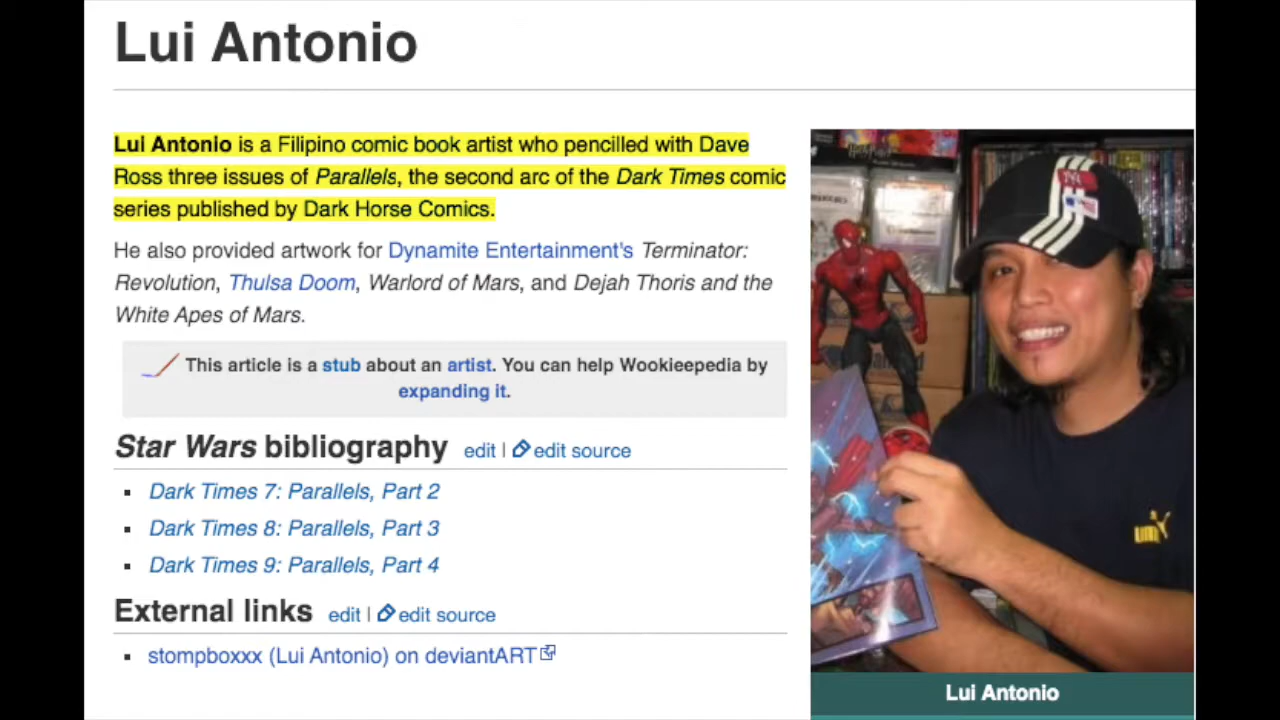 Lui Antonio
Lui Antonio is a Filipino comic book artist who pencilled with Dave
Ross three issues of Parallels, the second arc of the Dark Times comic
series published by Dark Horse Comics.
He also provided artwork for Dynamite Entertainment's Terminator:
Revolution, Thulsa Doom, Warlord of Mars, and Dejah Thoris and the
White Apes of Mars.
This article is a stub about an artist. You can help Wookieepedia by
expanding it.
Star Wars bibliography edit | edit source
▪ Dark Times 7: Parallels, Part 2
▪ Dark Times 8: Parallels, Part 3
▪ Dark Times 9: Parallels, Part 4
External links edit | edit source
▪ stompboxxx (Lui Antonio) on deviantART
NY
Lui Antonio